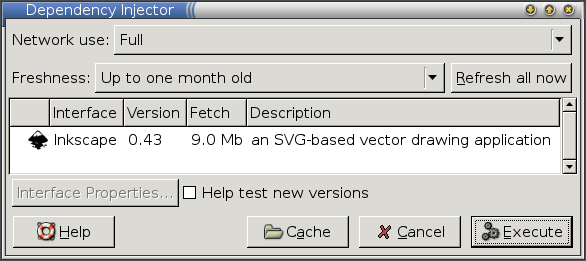 Dependency Injector
Network use: Full
Freshness: Up to one month old Refresh all now
Interface Version Fetch Description
Inkscape 0.43 9.0 Mb an SVG-based vector drawing application
Interface Properties... Help test new versions
Help Cache Cancel Execute